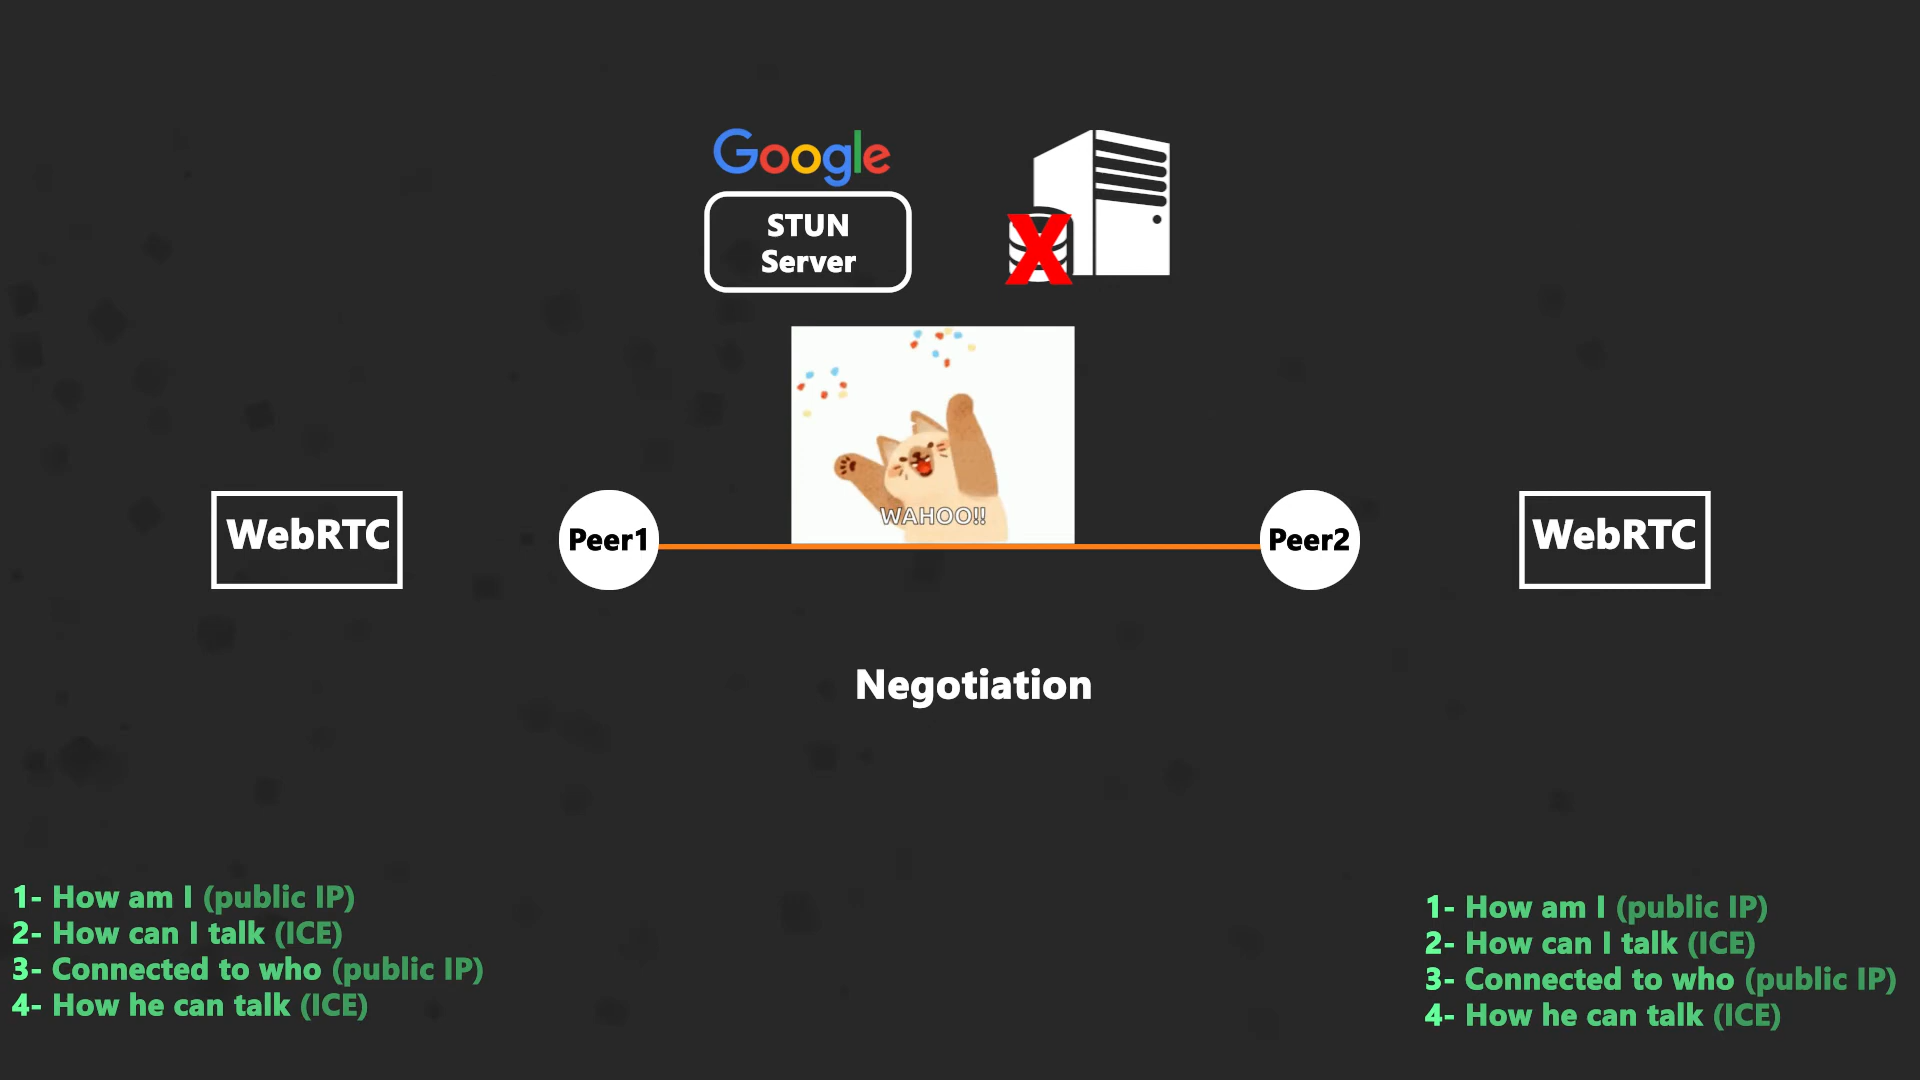 Google
STUN
Server
X
WAHOO!!
WebRTC
Peer1
Peer2
WebRTC
Negotiation
1- How am I (public IP)
2- How can I talk (ICE)
3- Connected to who (public IP)
4- How he can talk (ICE)
1- How am I (public IP)
2- How can I talk (ICE)
3- Connected to who (public IP)
4- How he can talk (ICE)